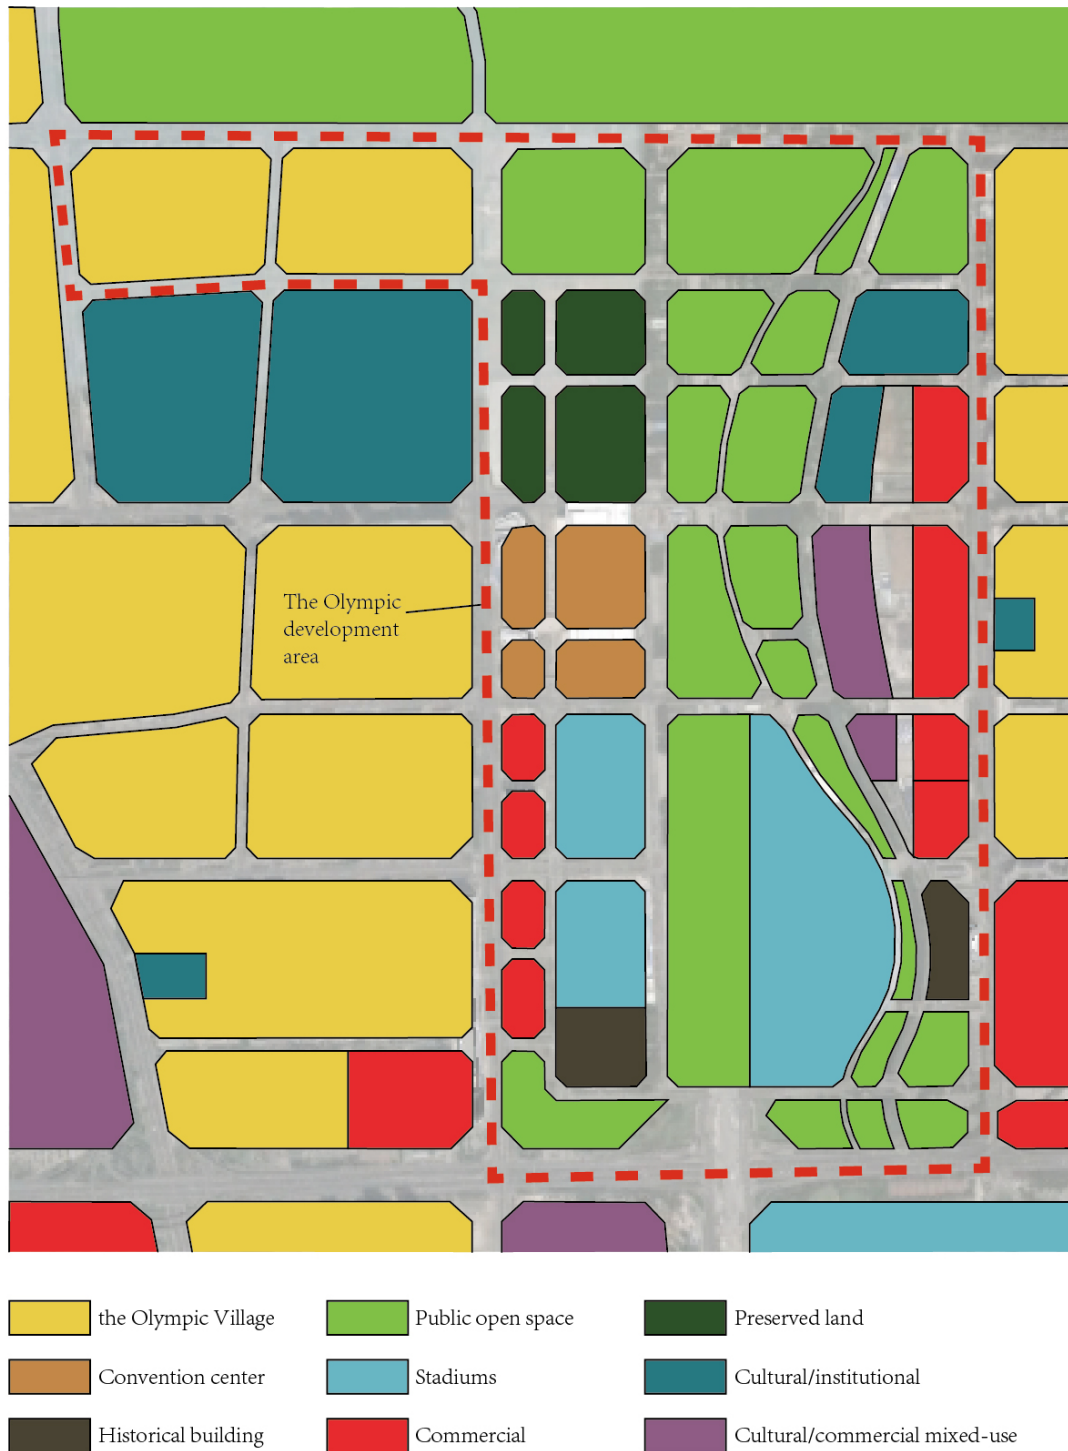 The Olympic
development
area
the Olympic Village
Public open space
Preserved land
Convention center
Stadiums
Cultural/institutional
Historical building
Commercial
Cultural/commercial mixed-use